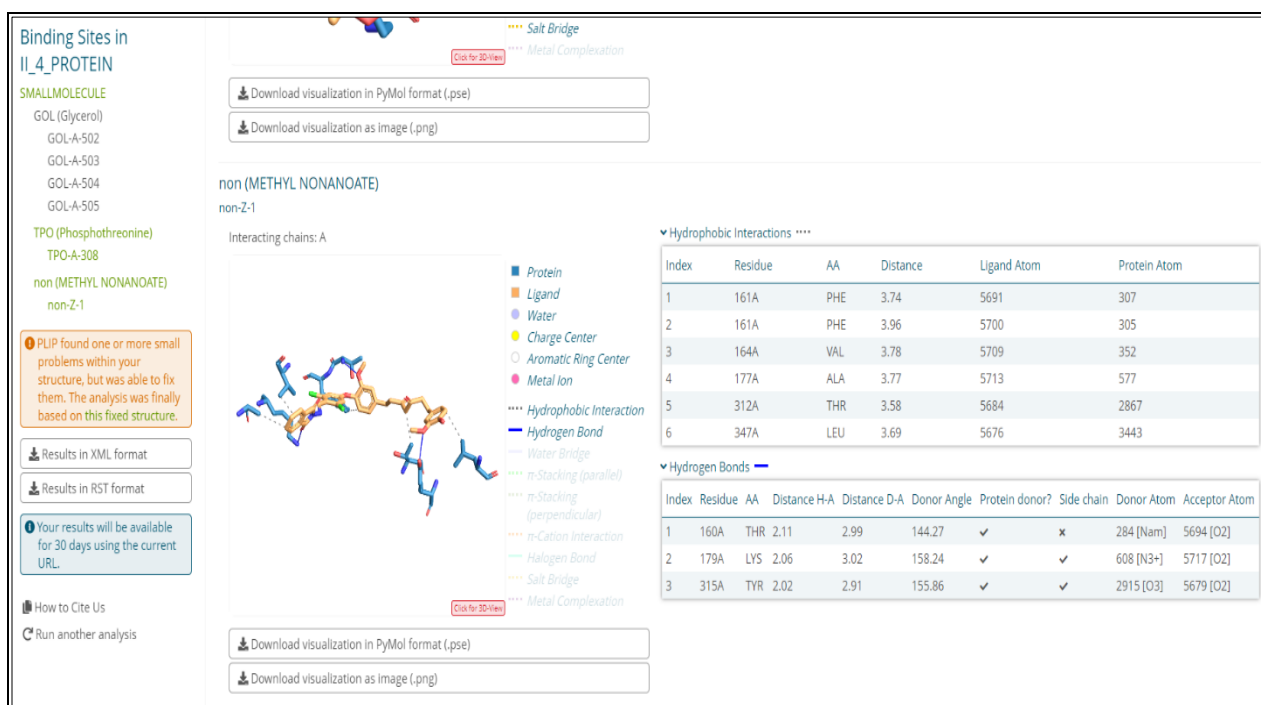 Binding Sites in
II_4_PROTEIN
SMALLMOLECULE
GOL (Glycerol)
GOL-A-502
GOL-A-503
GOL-A-504
GOL-A-505
TPO (Phosphothreonine)
TPO-A-308
non (METHYL NONANOATE)
non-Z-1
PLIP found one or more small
problems within your
structure, but was able to fix
them. The analysis was finally
based on this fixed structure.
Results in XML format
Results in RST format
Your results will be available
for 30 days using the current
URL.
How to Cite Us
Run another analysis
Salt Bridge
Metal Complexation
Click for 3D-View
Download visualization in PyMol format (.pse)
Download visualization as image (.png)
non (METHYL NONANOATE)
non-Z-1
Interacting chains: A
Protein
Ligand
Water
Charge Center
Aromatic Ring Center
Metal Ion
Hydrophobic Interaction
Hydrogen Bond
Water Bridge
π-Stacking (parallel)
π-Stacking
(perpendicular)
π-Cation Interaction
Halogen Bond
Salt Bridge
Metal Complexation
Click for 3D-View
Download visualization in PyMol format (.pse)
Download visualization as image (.png)
Hydrophobic Interactions ····
Index Residue AA Distance Ligand Atom Protein Atom
1 161A PHE 3.74 5691 307
2 161A PHE 3.96 5700 305
3 164A VAL 3.78 5709 352
4 177A ALA 3.77 5713 577
5 312A THR 3.58 5684 2867
6 347A LEU 3.69 5676 3443
Hydrogen Bonds
Index Residue AA Distance H-A Distance D-A Donor Angle Protein donor? Side chain Donor Atom Acceptor Atom
1 160A THR 2.11 2.99 144.27 ✓ x 284 [Nam] 5694 [O2]
2 179A LYS 2.06 3.02 158.24 ✓ ✓ 608 [N3+] 5717 [O2]
3 315A TYR 2.02 2.91 155.86 ✓ ✓ 2915 [O3] 5679 [O2]